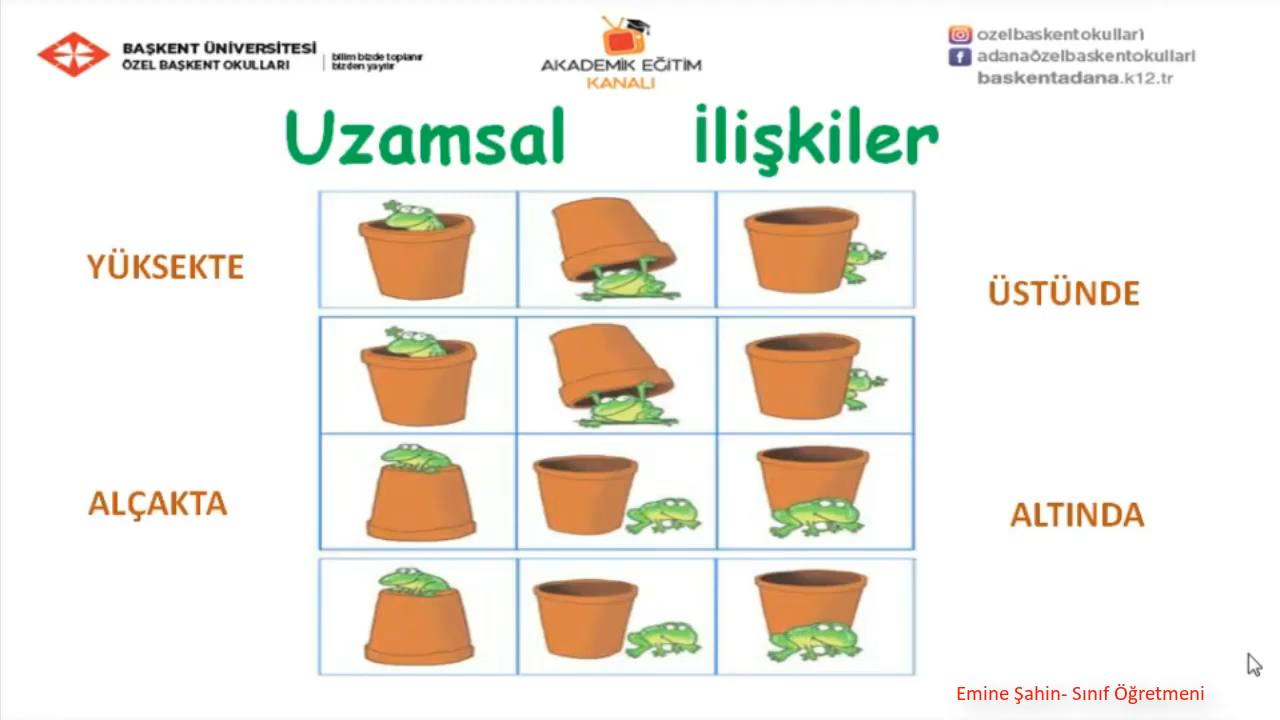 BAŞKENT ÜNİVERSİTESİ
ÖZEL BAŞKENT OKULLARI
bilim bizde toplanır
bizden yayılır
AKADEMİK EĞİTİM
KANALI
ozelbaskentokullari
adanaözelbaskentokullari
baskentadana.k12.tr
Uzamsal İlişkiler
YÜKSEKTE
ÜSTÜNDE
ALÇAKTA
ALTINDA
Emine Şahin- Sınıf Öğretmeni